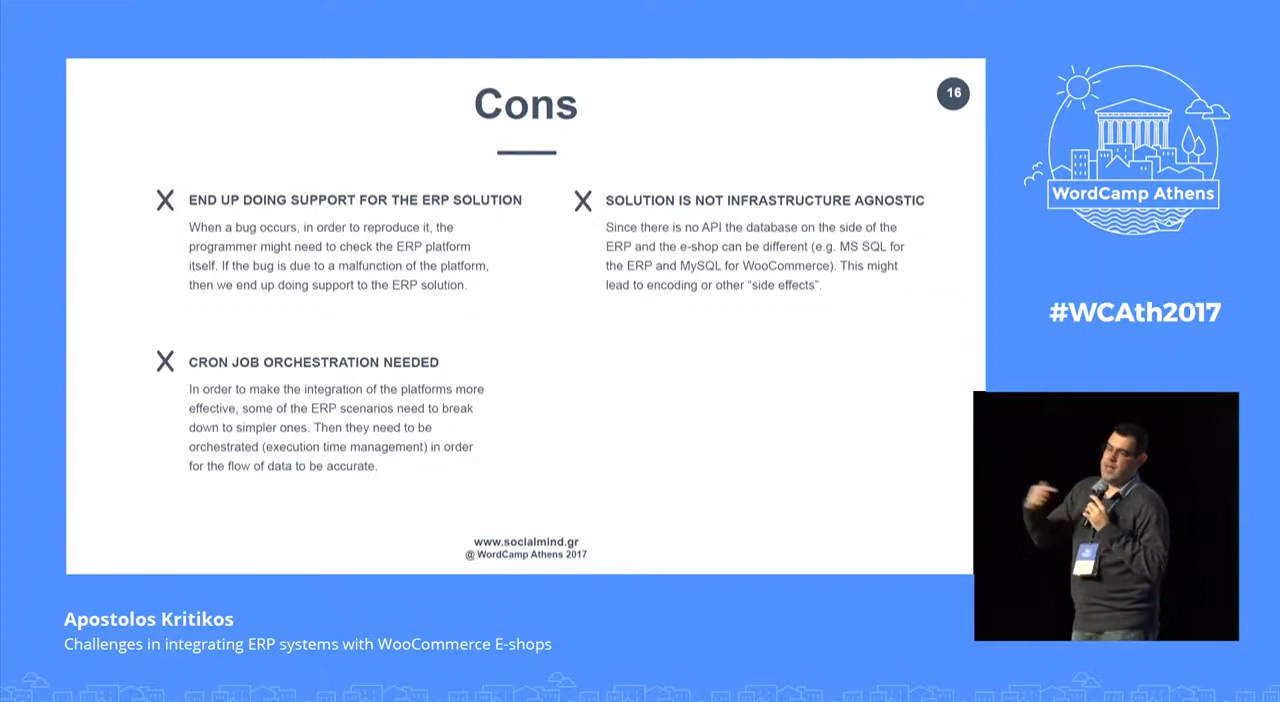 Cons
16
X END UP DOING SUPPORT FOR THE ERP SOLUTION
When a bug occurs, in order to reproduce it, the
programmer might need to check the ERP platform
itself. If the bug is due to a malfunction of the platform,
then we end up doing support to the ERP solution.
X SOLUTION IS NOT INFRASTRUCTURE AGNOSTIC
Since there is no API the database on the side of the
ERP and the e-shop can be different (e.g. MS SQL for
the ERP and MySQL for WooCommerce). This might
lead to encoding or other “side effects”.
X CRON JOB ORCHESTRATION NEEDED
In order to make the integration of the platforms more
effective, some of the ERP scenarios need to break
down to simpler ones. Then they need to be
orchestrated (execution time management) in order
for the flow of data to be accurate.
www.socialmind.gr
@ WordCamp Athens 2017
WordCamp Athens
#WCAth2017
Apostolos Kritikos
Challenges in integrating ERP systems with WooCommerce E-shops